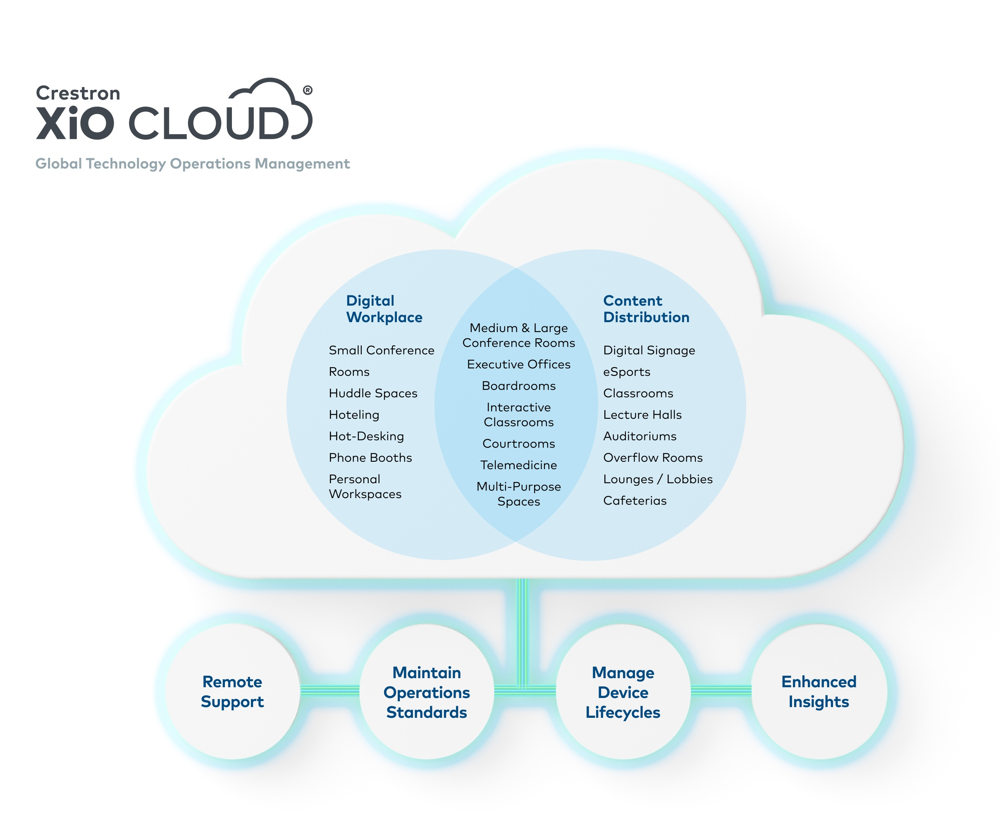 Crestron
XiO CLOUD®
Global Technology Operations Management
Digital
Workplace
Small Conference
Rooms
Huddle Spaces
Hoteling
Hot-Desking
Phone Booths
Personal
Workspaces
Medium & Large
Conference Rooms
Executive Offices
Boardrooms
Interactive
Classrooms
Courtrooms
Telemedicine
Multi-Purpose
Spaces
Content
Distribution
Digital Signage
eSports
Classrooms
Lecture Halls
Auditoriums
Overflow Rooms
Lounges / Lobbies
Cafeterias
Remote
Support
Maintain
Operations
Standards
Manage
Device
Lifecycles
Enhanced
Insights